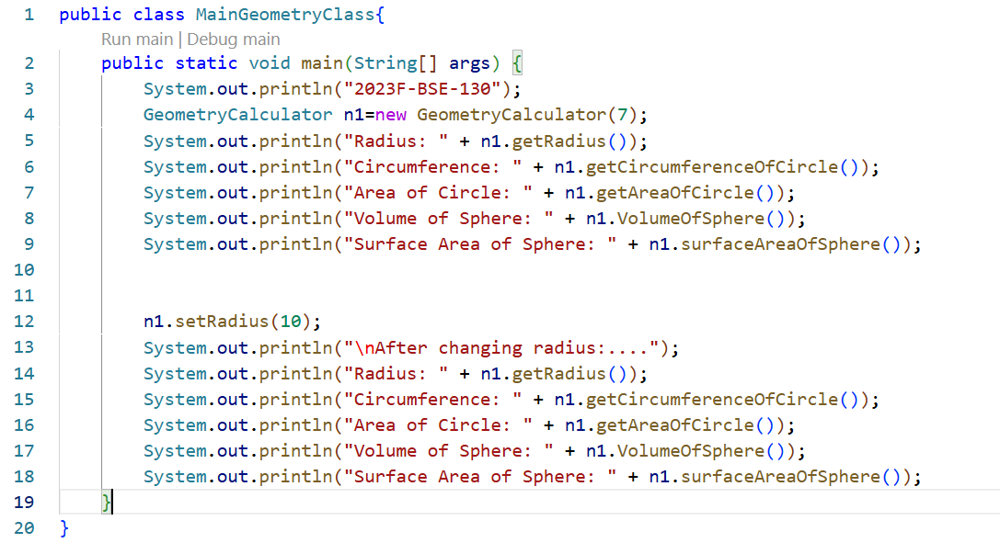 1 public class MainGeometryClass{
Run main | Debug main
2 public static void main(String[] args) {
3 System.out.println("2023F-BSE-130");
4 GeometryCalculator n1=new GeometryCalculator(7);
5 System.out.println("Radius: " + n1.getRadius());
6 System.out.println("Circumference: " + n1.getCircumferenceOfCircle());
7 System.out.println("Area of Circle: " + n1.getAreaOfCircle());
8 System.out.println("Volume of Sphere: " + n1.VolumeOfSphere());
9 System.out.println("Surface Area of Sphere: " + n1.surfaceAreaOfSphere());
10
11
12 n1.setRadius(10);
13 System.out.println("\nAfter changing radius:....");
14 System.out.println("Radius: " + n1.getRadius());
15 System.out.println("Circumference: " + n1.getCircumferenceOfCircle());
16 System.out.println("Area of Circle: " + n1.getAreaOfCircle());
17 System.out.println("Volume of Sphere: " + n1.VolumeOfSphere());
18 System.out.println("Surface Area of Sphere: " + n1.surfaceAreaOfSphere());
19 }
20 }